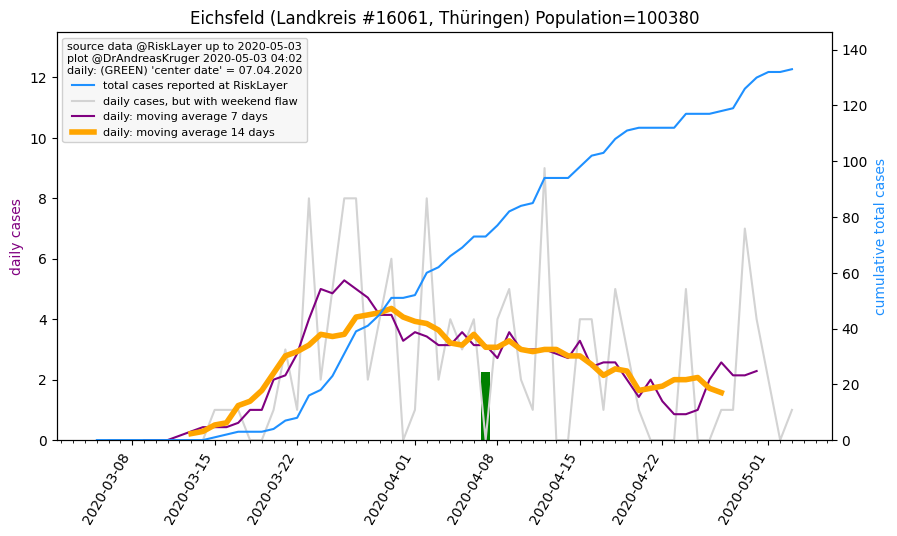 Eichsfeld (Landkreis #16061, Thüringen) Population=100380
source data @RiskLayer up to 2020-05-03
plot @DrAndreasKruger 2020-05-03 04:02
daily: (GREEN) 'center date' = 07.04.2020
total cases reported at RiskLayer
daily cases, but with weekend flaw
daily: moving average 7 days
daily: moving average 14 days
daily cases
12
10
8
6
4
2
0
cumulative total cases
140
120
100
80
60
40
20
0
2020-03-08
2020-03-15
2020-03-22
2020-04-01
2020-04-08
2020-04-15
2020-04-22
2020-05-01